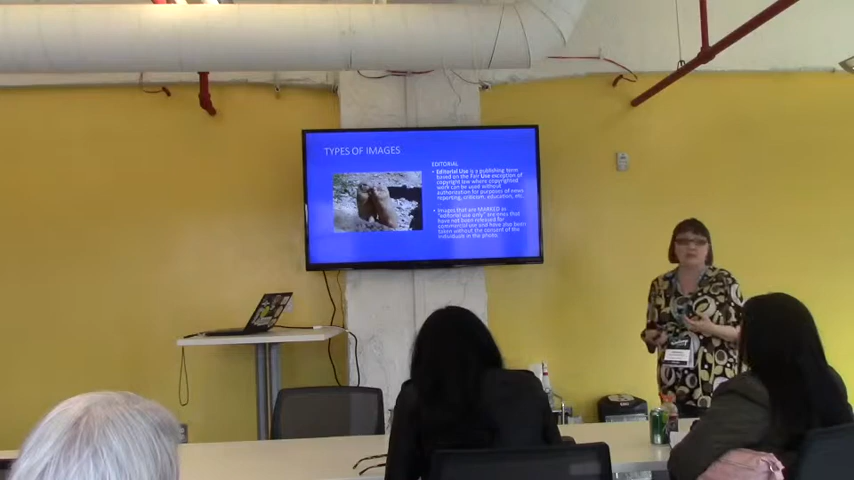 TYPES OF IMAGES
EDITORIAL
• Editorial Use is a publishing term
based on the Fair Use exception of
copyright law where copyrighted
work can be used without
authorization for purposes of news
reporting, criticism, education, etc.
• Images that are MARKED as
"editorial use only" are ones that
have not been released for
commercial use and have also been
taken without the consent of the
individuals in the photo.